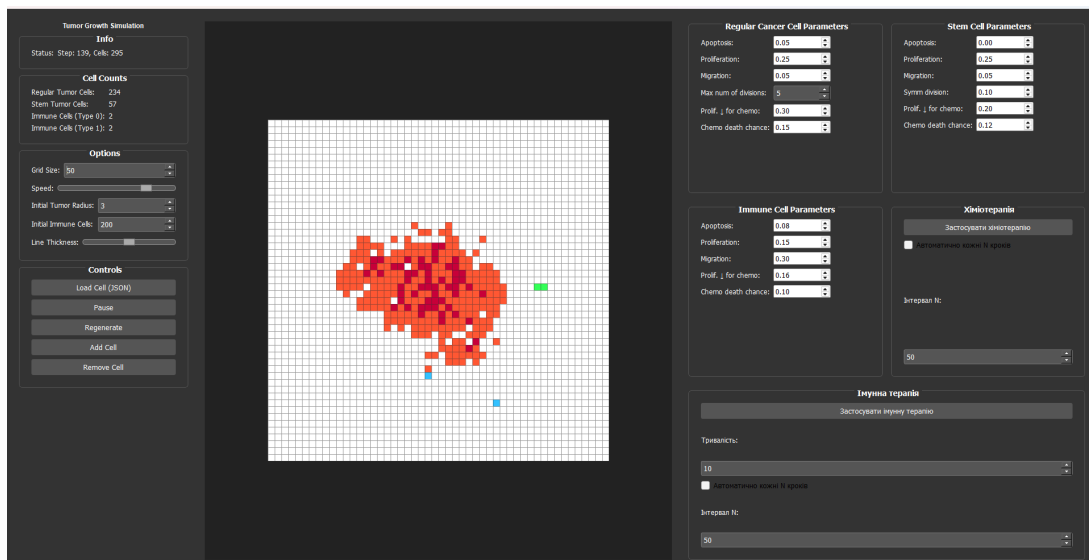 Tumor Growth Simulation
Info
Status: Step: 139, Cells: 295
Cell Counts
Regular Tumor Cells: 234
Stem Tumor Cells: 57
Immune Cells (Type 0): 2
Immune Cells (Type 1): 2
Options
Grid Size: 50
Speed:
Initial Tumor Radius: 3
Initial Immune Cells: 200
Line Thickness:
Controls
Load Cell (JSON)
Pause
Regenerate
Add Cell
Remove Cell
Regular Cancer Cell Parameters
Apoptosis: 0.05
Proliferation: 0.25
Migration: 0.05
Max num of divisions: 5
Prolif. ↓ for chemo: 0.30
Chemo death chance: 0.15
Stem Cell Parameters
Apoptosis: 0.00
Proliferation: 0.25
Migration: 0.05
Symm division: 0.10
Prolif. ↓ for chemo: 0.20
Chemo death chance: 0.12
Immune Cell Parameters
Apoptosis: 0.08
Proliferation: 0.15
Migration: 0.30
Prolif. ↓ for chemo: 0.16
Chemo death chance: 0.10
Хіміотерапія
Застосувати хіміотерапію
Автоматично кожні N кроків
Інтервал N:
50
Імунна терапія
Застосувати імунну терапію
Тривалість:
10
Автоматично кожні N кроків
Інтервал N:
50